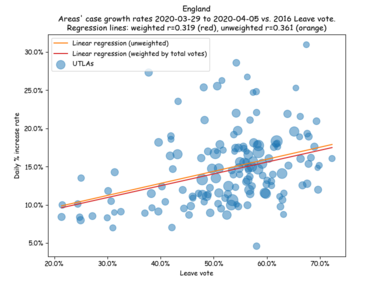 England
Areas' case growth rates 2020-03-29 to 2020-04-05 vs. 2016 Leave vote.
Regression lines: weighted r=0.319 (red), unweighted r=0.361 (orange)
Linear regression (unweighted)
Linear regression (weighted by total votes)
UTLAs
Daily % increase rate
30.0%
25.0%
20.0%
15.0%
10.0%
5.0%
20.0% 30.0% 40.0% 50.0% 60.0% 70.0%
Leave vote